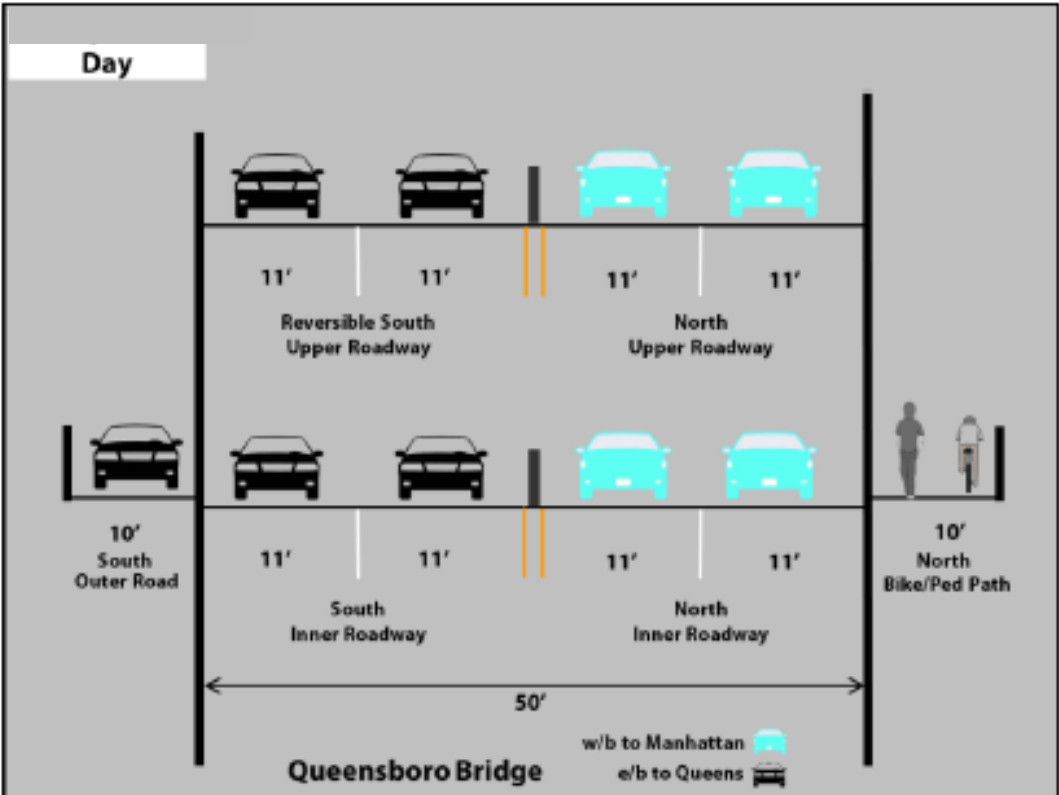 Day
11′ 11′ 11′ 11′
Reversible South
Upper Roadway
North
Upper Roadway
10′
South
Outer Road
11′ 11′ 11′ 11′
South
Inner Roadway
North
Inner Roadway
10′
North
Bike/Ped Path
50′
w/b to Manhattan
e/b to Queens
Queensboro Bridge